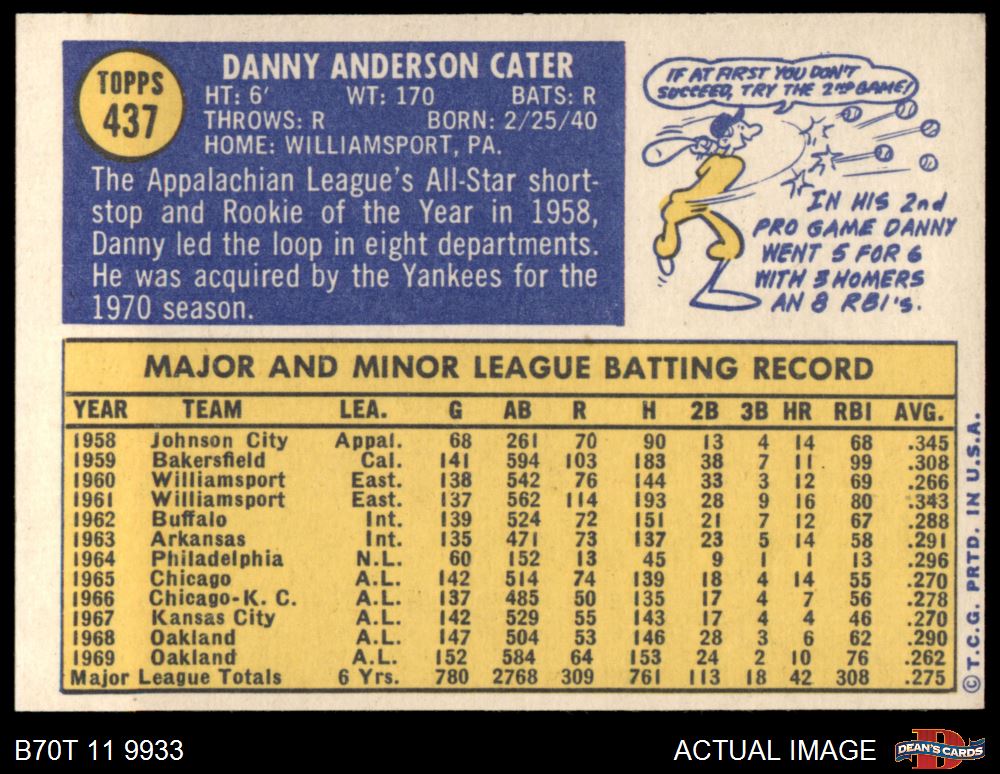 TOPPS
437
DANNY ANDERSON CATER
HT: 6' WT: 170 BATS: R
THROWS: R BORN: 2/25/40
HOME: WILLIAMSPORT, PA.
The Appalachian League's All-Star short-
stop and Rookie of the Year in 1958,
Danny led the loop in eight departments.
He was acquired by the Yankees for the
1970 season.
IF AT FIRST YOU DON'T
SUCCEED, TRY THE 2ND GAME!
IN HIS 2nd
PRO GAME DANNY
WENT 5 FOR 6
WITH 3 HOMERS
AN 8 RBI's.
MAJOR AND MINOR LEAGUE BATTING RECORD
YEAR TEAM LEA. G AB R H 2B 3B HR RBI AVG.
1958 Johnson City Appal. 68 261 70 90 13 4 14 68 .345
1959 Bakersfield Cal. 141 594 103 183 38 7 11 99 .308
1960 Williamsport East. 138 542 76 144 33 3 12 69 .266
1961 Williamsport East. 137 562 114 193 28 9 16 80 .343
1962 Buffalo Int. 139 524 72 151 21 7 12 67 .288
1963 Arkansas Int. 135 471 73 137 23 5 14 58 .291
1964 Philadelphia N.L. 60 152 13 45 9 1 1 13 .296
1965 Chicago A.L. 142 514 74 139 18 4 14 55 .270
1966 Chicago-K. C. A.L. 137 485 50 135 17 4 7 56 .278
1967 Kansas City A.L. 142 529 55 143 17 4 4 46 .270
1968 Oakland A.L. 147 504 53 146 28 3 6 62 .290
1969 Oakland A.L. 152 584 64 153 24 2 10 76 .262
Major League Totals 6 Yrs. 780 2768 309 761 113 18 42 308 .275
© T.C.G. PRTD. IN U.S.A.
B70T 11 9933
ACTUAL IMAGE
D
DEAN'S CARDS